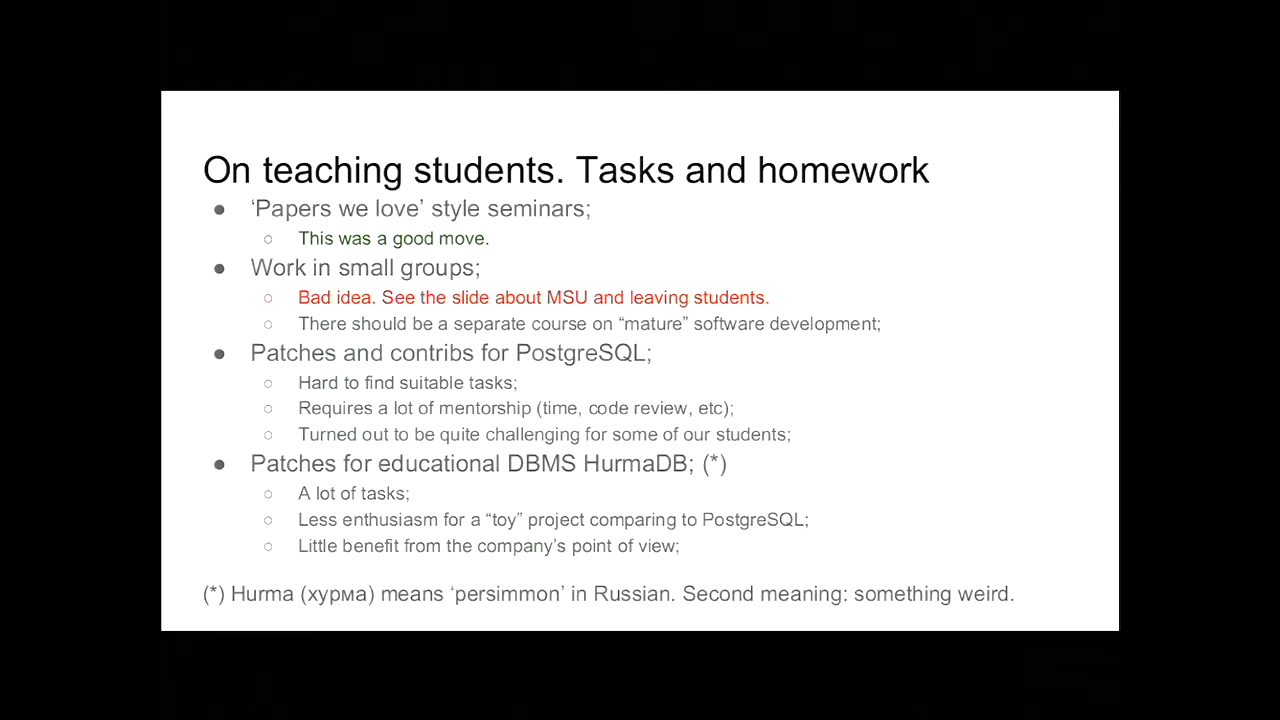 On teaching students. Tasks and homework
● ‘Papers we love’ style seminars;
○ This was a good move.
● Work in small groups;
○ Bad idea. See the slide about MSU and leaving students.
○ There should be a separate course on “mature” software development;
● Patches and contribs for PostgreSQL;
○ Hard to find suitable tasks;
○ Requires a lot of mentorship (time, code review, etc);
○ Turned out to be quite challenging for some of our students;
● Patches for educational DBMS HurmaDB; (*)
○ A lot of tasks;
○ Less enthusiasm for a “toy” project comparing to PostgreSQL;
○ Little benefit from the company’s point of view;
(*) Hurma (хурма) means ‘persimmon’ in Russian. Second meaning: something weird.